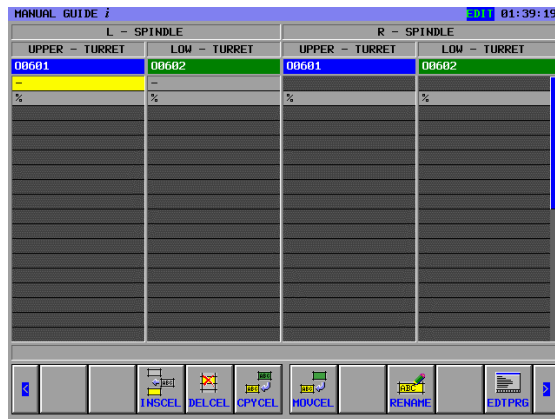 MANUAL GUIDE i EDIT 01:39:19
L - SPINDLE R - SPINDLE
UPPER - TURRET LOW - TURRET UPPER - TURRET LOW - TURRET
O0601 O0602 O0601 O0602
- -
% % % %
< INSCEL DELCEL CPYCEL MOVCEL RENAME EDTPRG >